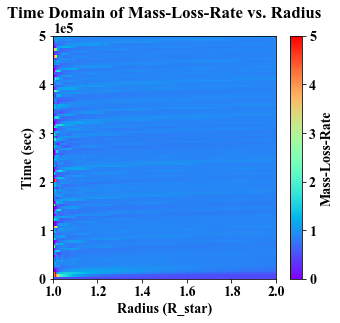 Time Domain of Mass-Loss-Rate vs. Radius
1e5
5
4
3
2
1
0
Time (sec)
1.0 1.2 1.4 1.6 1.8 2.0
Radius (R_star)
5
4
3
2
1
0
Mass-Loss-Rate